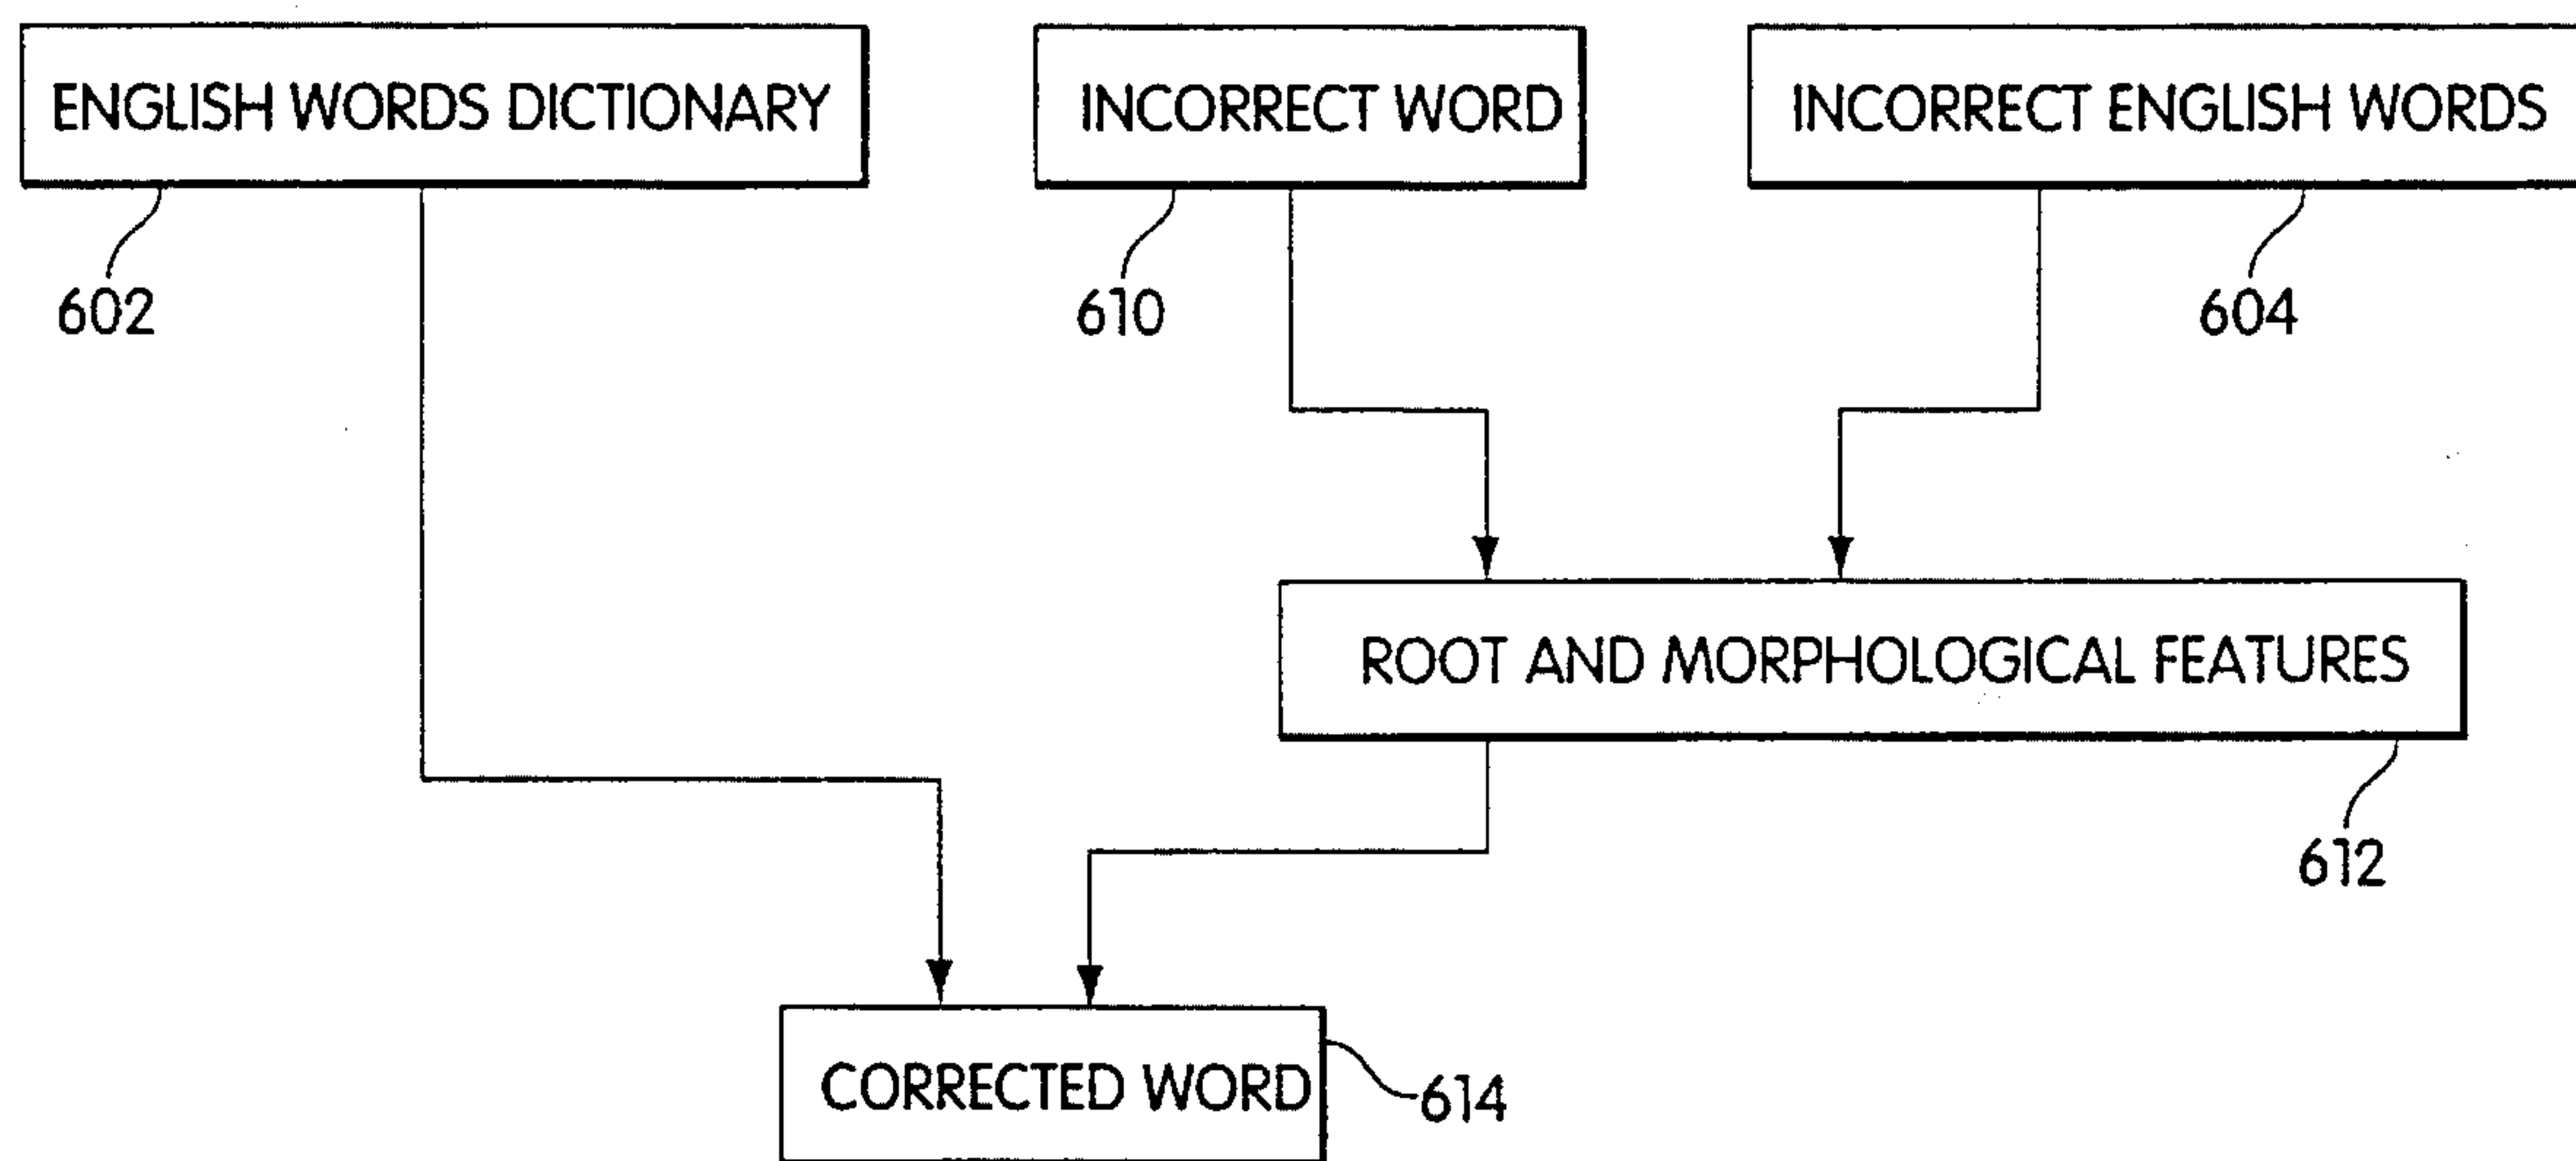 ENGLISH WORDS DICTIONARY
INCORRECT WORD
INCORRECT ENGLISH WORDS
602
610
604
ROOT AND MORPHOLOGICAL FEATURES
612
CORRECTED WORD
614